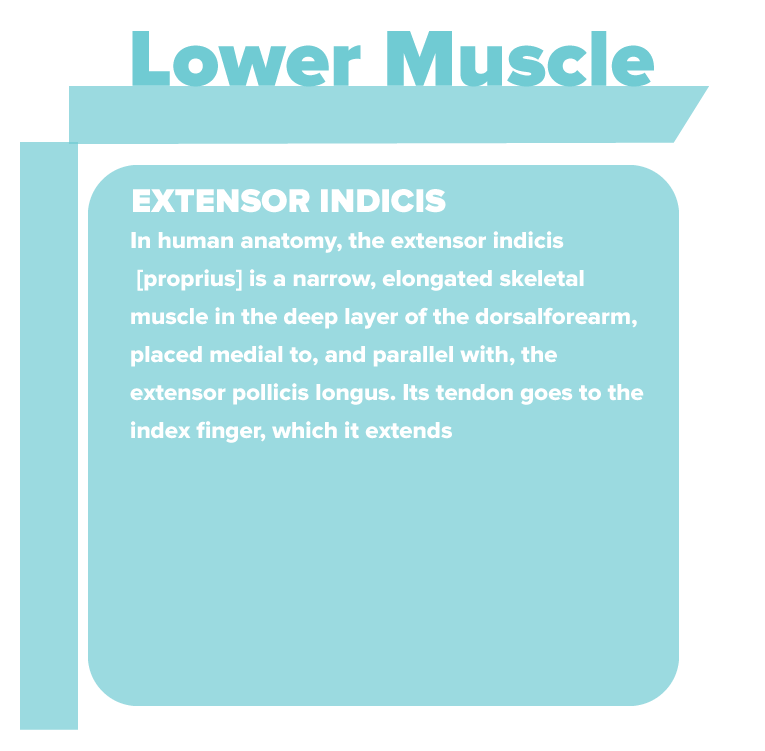 Lower Muscle
EXTENSOR INDICIS
In human anatomy, the extensor indicis
[proprius] is a narrow, elongated skeletal
muscle in the deep layer of the dorsalforearm,
placed medial to, and parallel with, the
extensor pollicis longus. Its tendon goes to the
index finger, which it extends